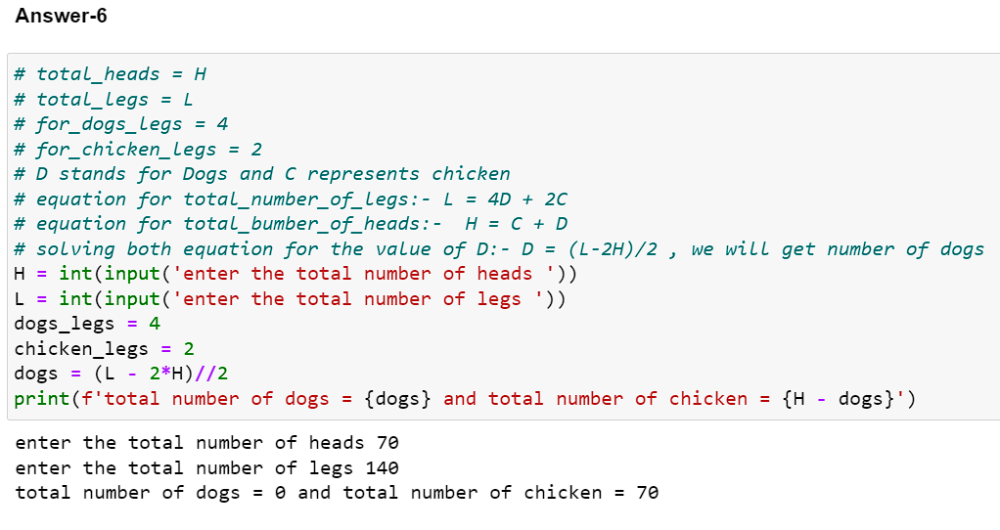 Answer-6
# total_heads = H
# total_legs = L
# for_dogs_legs = 4
# for_chicken_legs = 2
# D stands for Dogs and C represents chicken
# equation for total_number_of_legs:- L = 4D + 2C
# equation for total_bumber_of_heads:-  H = C + D
# solving both equation for the value of D:- D = (L-2H)/2 , we will get number of dogs
H = int(input('enter the total number of heads '))
L = int(input('enter the total number of legs '))
dogs_legs = 4
chicken_legs = 2
dogs = (L - 2*H)//2
print(f'total number of dogs = {dogs} and total number of chicken = {H - dogs}')
enter the total number of heads 70
enter the total number of legs 140
total number of dogs = 0 and total number of chicken = 70